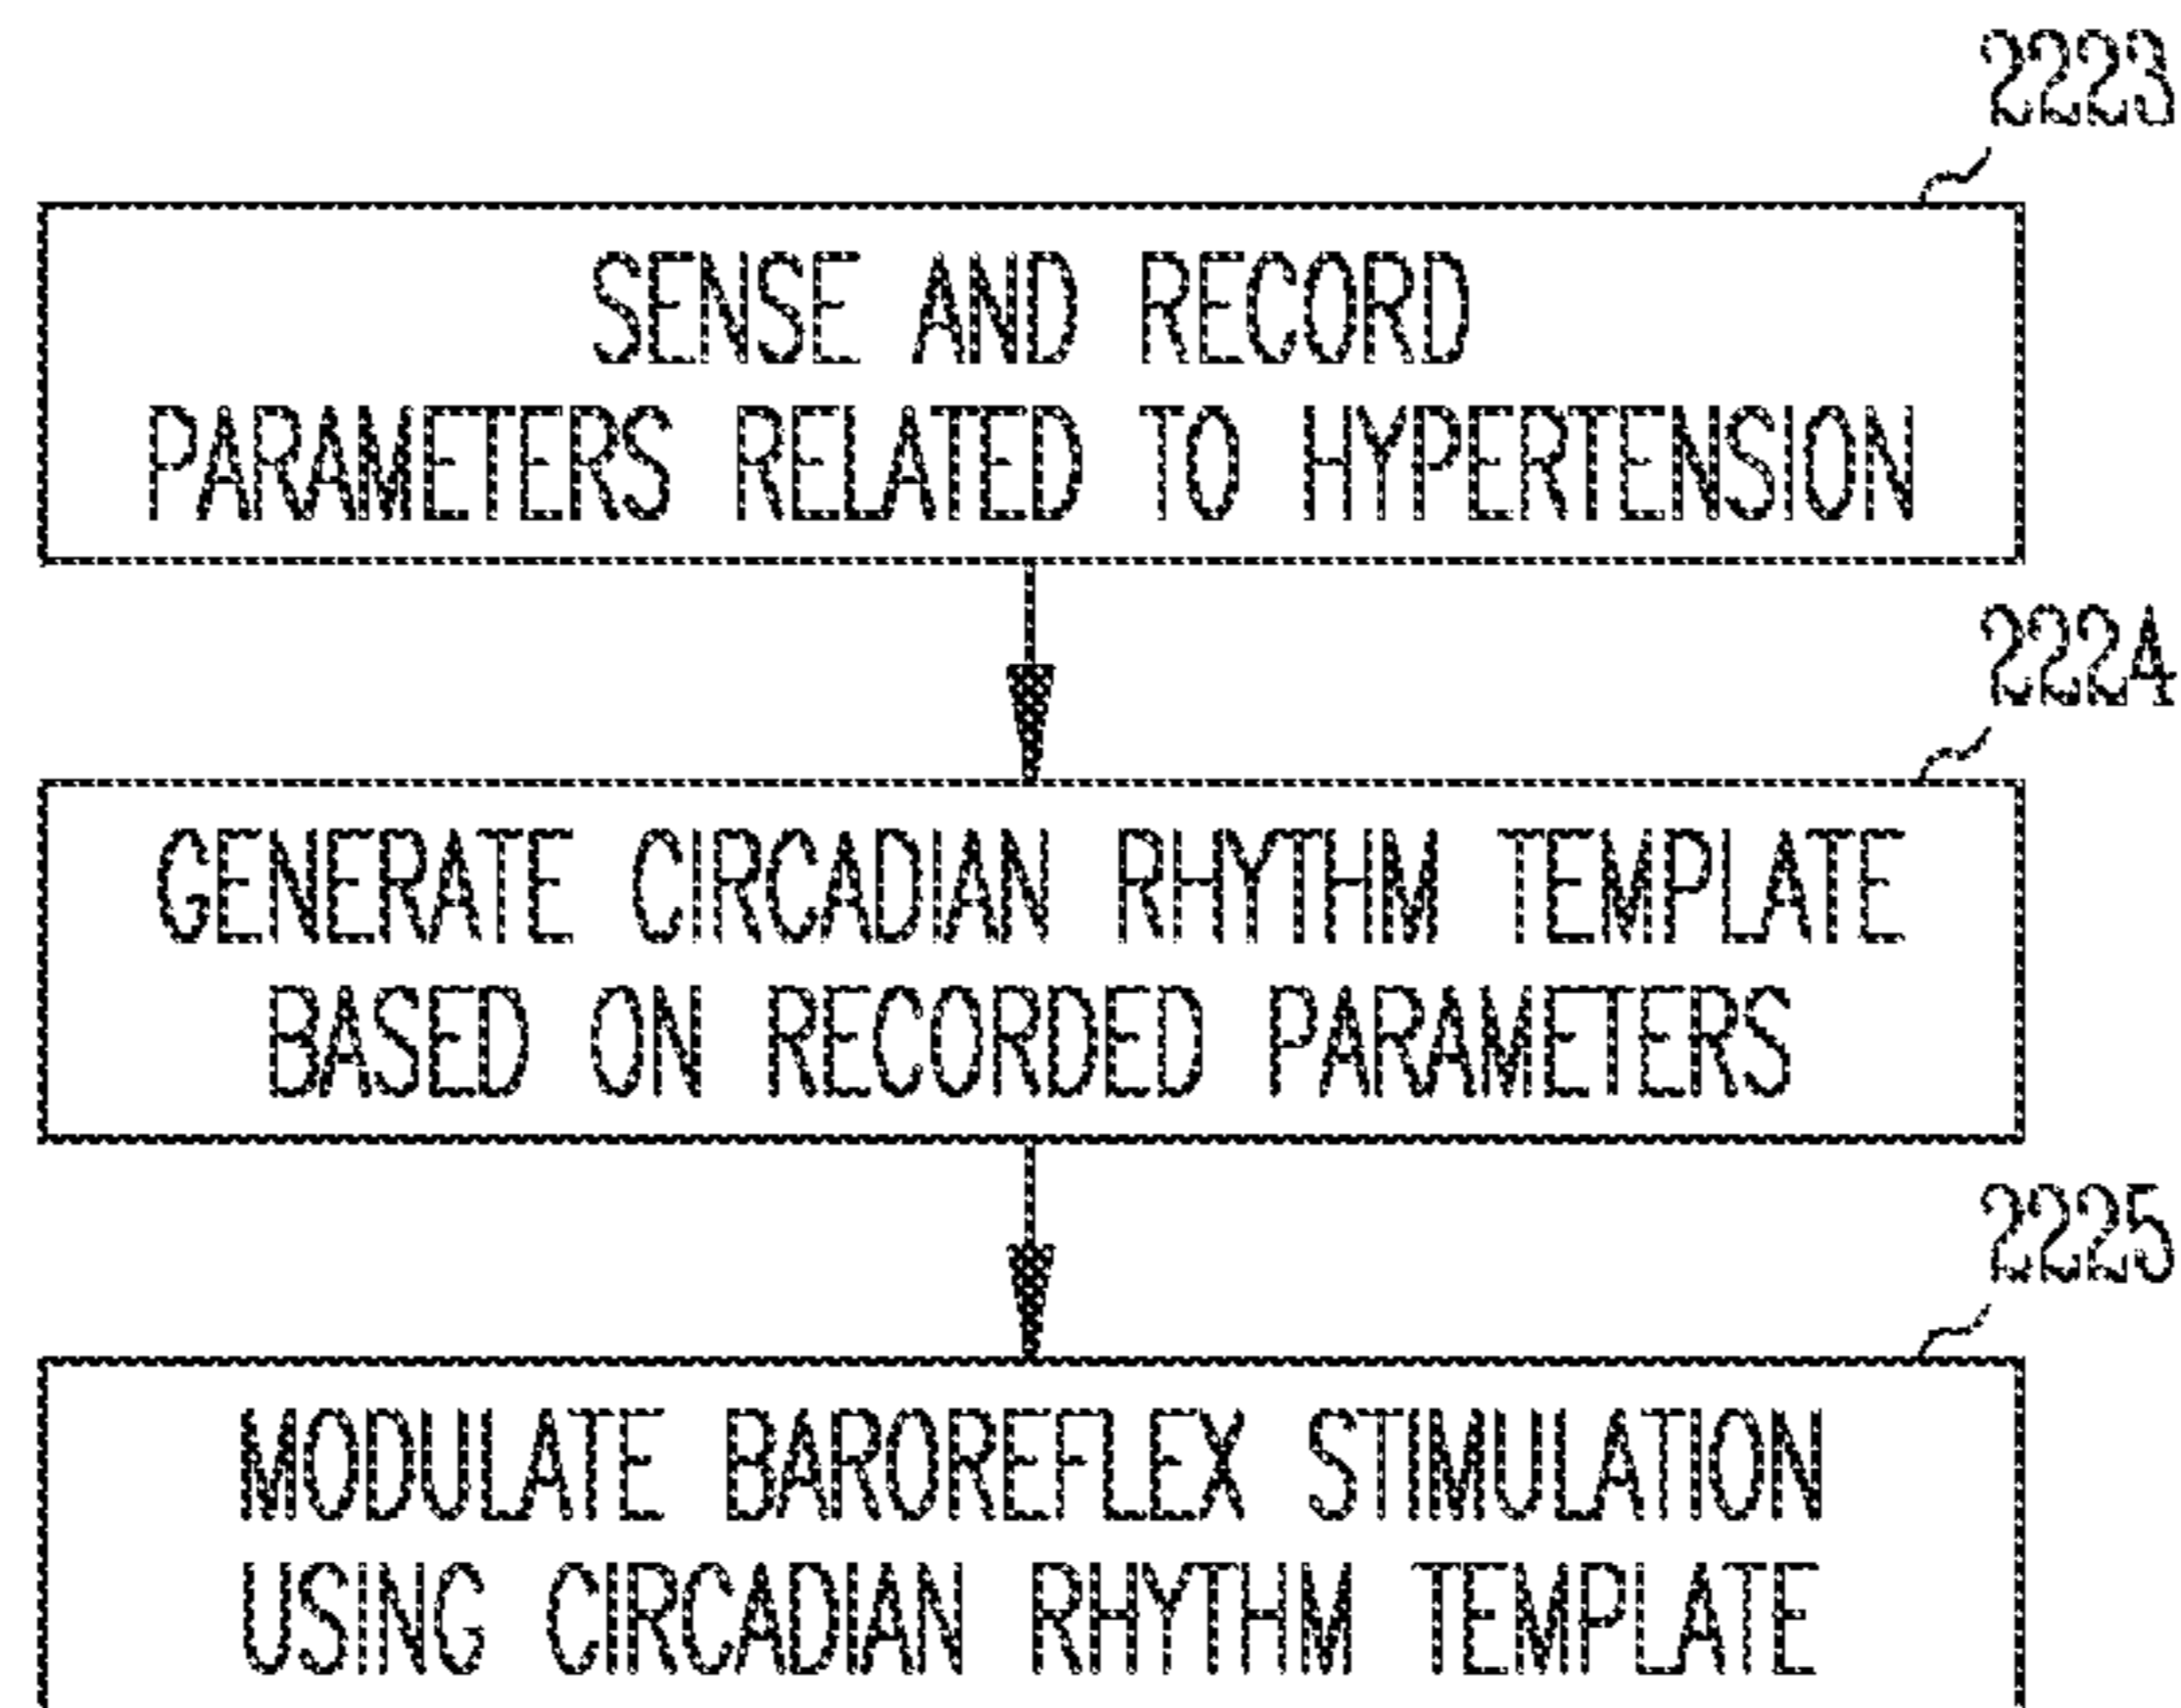 2223
SENSE AND RECORD
PARAMETERS RELATED TO HYPERTENSION
2224
GENERATE CIRCADIAN RHYTHM TEMPLATE
BASED ON RECORDED PARAMETERS
2225
MODULATE BAROREFLEX STIMULATION
USING CIRCADIAN RHYTHM TEMPLATE